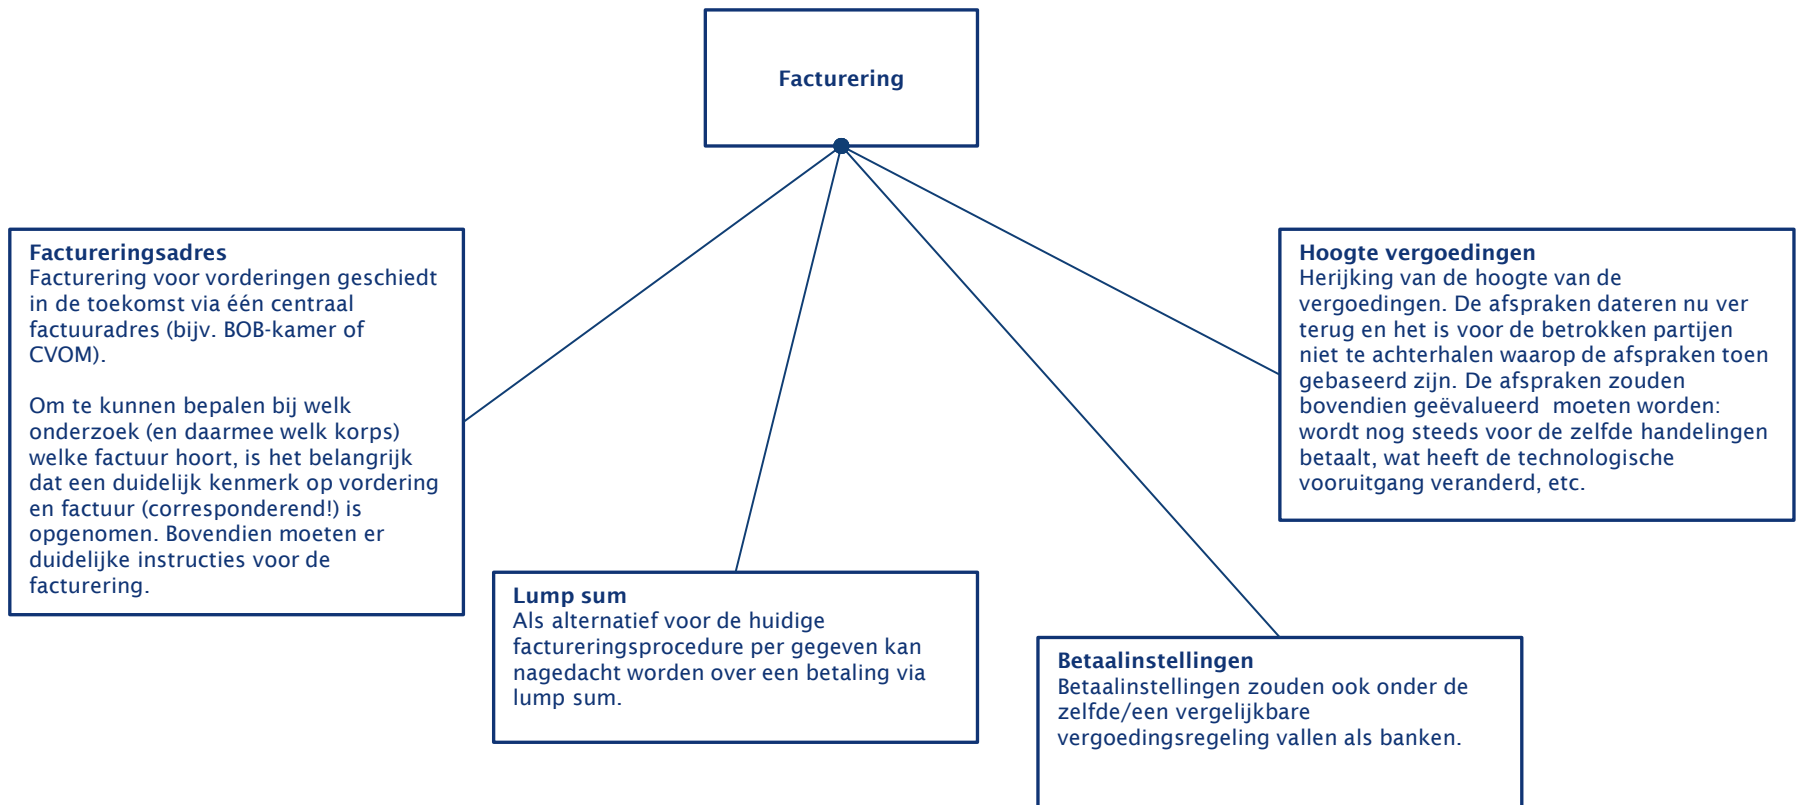 Facturering
Factureringsadres
Facturering voor vorderingen geschiedt
in de toekomst via één centraal
factuuradres (bijv. BOB-kamer of
CVOM).
Om te kunnen bepalen bij welk
onderzoek (en daarmee welk korps)
welke factuur hoort, is het belangrijk
dat een duidelijk kenmerk op vordering
en factuur (corresponderend!) is
opgenomen. Bovendien moeten er
duidelijke instructies voor de
facturering.
Lump sum
Als alternatief voor de huidige
factureringsprocedure per gegeven kan
nagedacht worden over een betaling via
lump sum.
Betaalinstellingen
Betaalinstellingen zouden ook onder de
zelfde/een vergelijkbare
vergoedingsregeling vallen als banken.
Hoogte vergoedingen
Herijking van de hoogte van de
vergoedingen. De afspraken dateren nu ver
terug en het is voor de betrokken partijen
niet te achterhalen waarop de afspraken toen
gebaseerd zijn. De afspraken zouden
bovendien geëvalueerd  moeten worden:
wordt nog steeds voor de zelfde handelingen
betaalt, wat heeft de technologische
vooruitgang veranderd, etc.